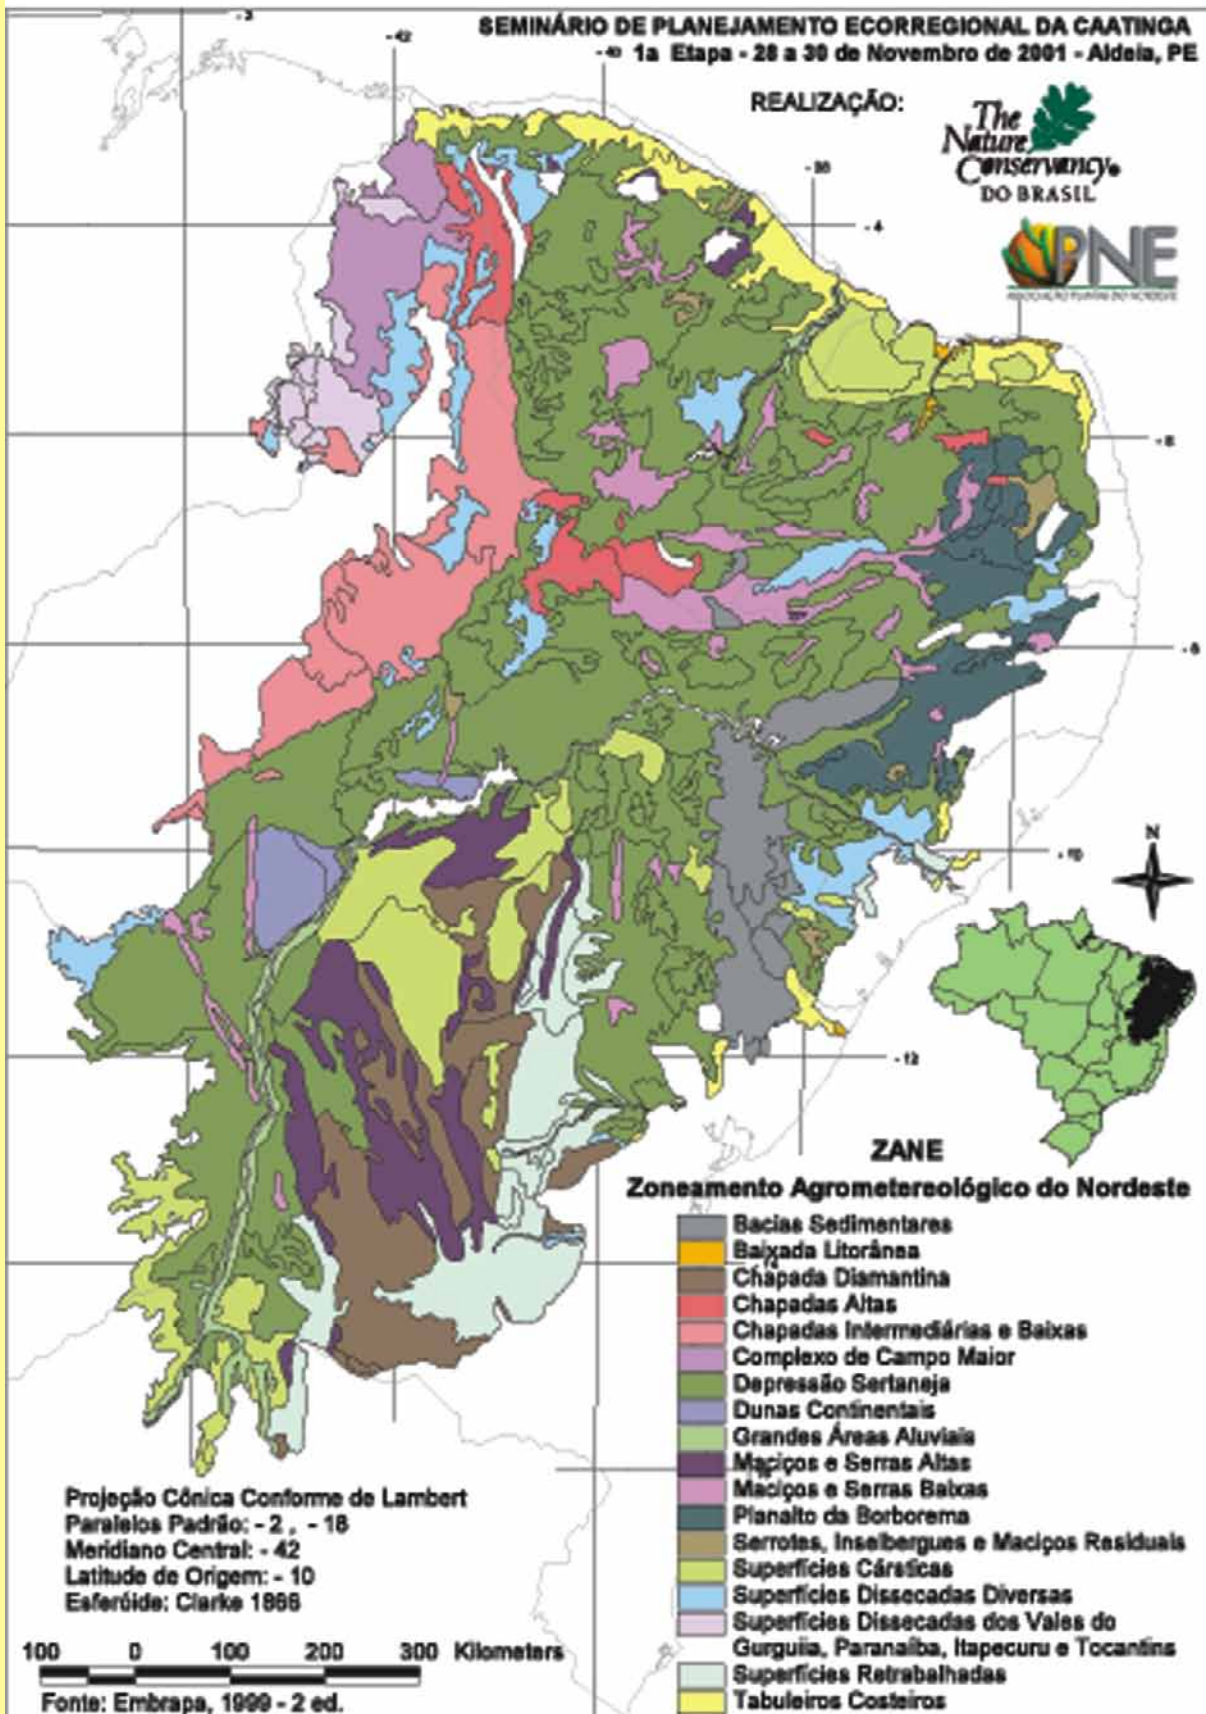 SEMINÁRIO DE PLANEJAMENTO ECORREGIONAL DA CAATINGA
1a Etapa - 28 a 30 de Novembro de 2001 - Aldeia, PE
REALIZAÇÃO:
The
Nature
Conservancy®
DO BRASIL
PNE
ASSOCIAÇÃO PLANTAS DO NORDESTE
- 42
- 40
- 4
- 12
N
ZANE
Zoneamento Agrometereológico do Nordeste
Bacias Sedimentares
Baixada Litorânea
Chapada Diamantina
Chapadas Altas
Chapadas Intermediárias e Baixas
Complexo de Campo Maior
Depressão Sertaneja
Dunas Continentais
Grandes Áreas Aluviais
Maciços e Serras Altas
Maciços e Serras Baixas
Planalto da Borborema
Serrotes, Inselbergues e Maciços Residuais
Superfícies Cársticas
Superfícies Dissecadas Diversas
Superfícies Dissecadas dos Vales do
Gurguiia, Paranaíba, Itapecuru e Tocantins
Superfícies Retrabalhadas
Tabuleiros Costeiros
Projeção Cônica Conforme de Lambert
Paralelos Padrão: - 2 , - 18
Meridiano Central: - 42
Latitude de Origem: - 10
Esferóide: Clarke 1866
100 0 100 200 300 Kilometers
Fonte: Embrapa, 1999 - 2 ed.